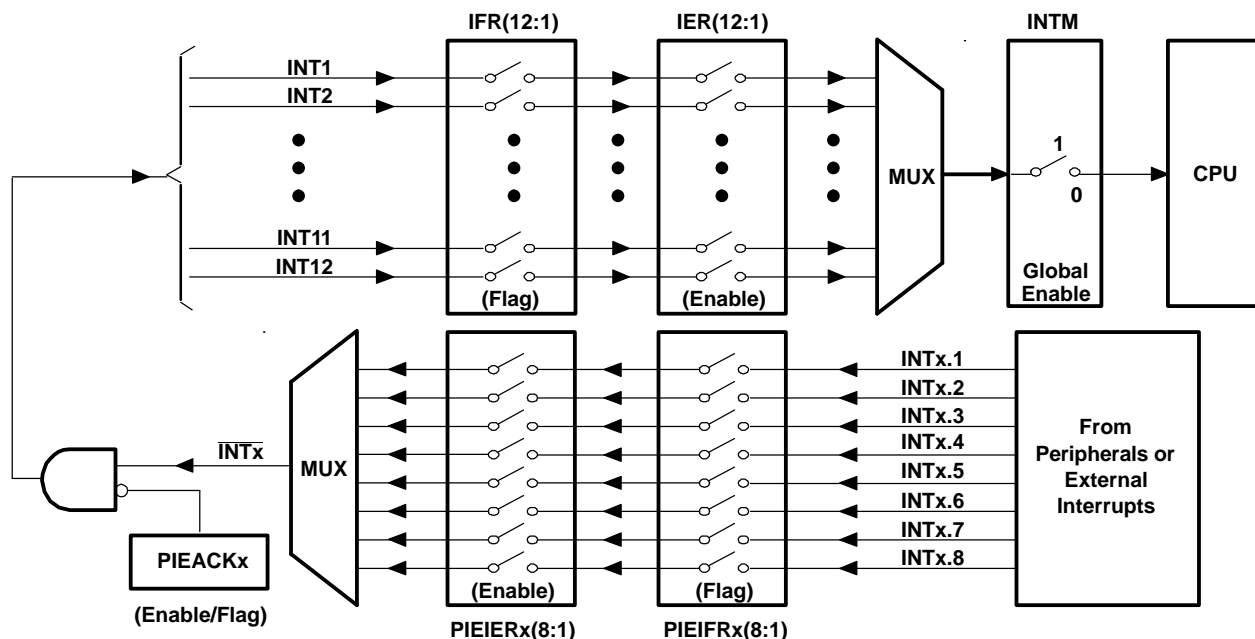 IFR(12:1)
IER(12:1)
INTM
INT1
INT2
INT11
INT12
(Flag)
(Enable)
MUX
1
0
Global
Enable
CPU
INTx
MUX
PIEACKx
(Enable/Flag)
(Enable)
(Flag)
PIEIERx(8:1)
PIEIFRx(8:1)
INTx.1
INTx.2
INTx.3
INTx.4
INTx.5
INTx.6
INTx.7
INTx.8
From
Peripherals or
External
Interrupts